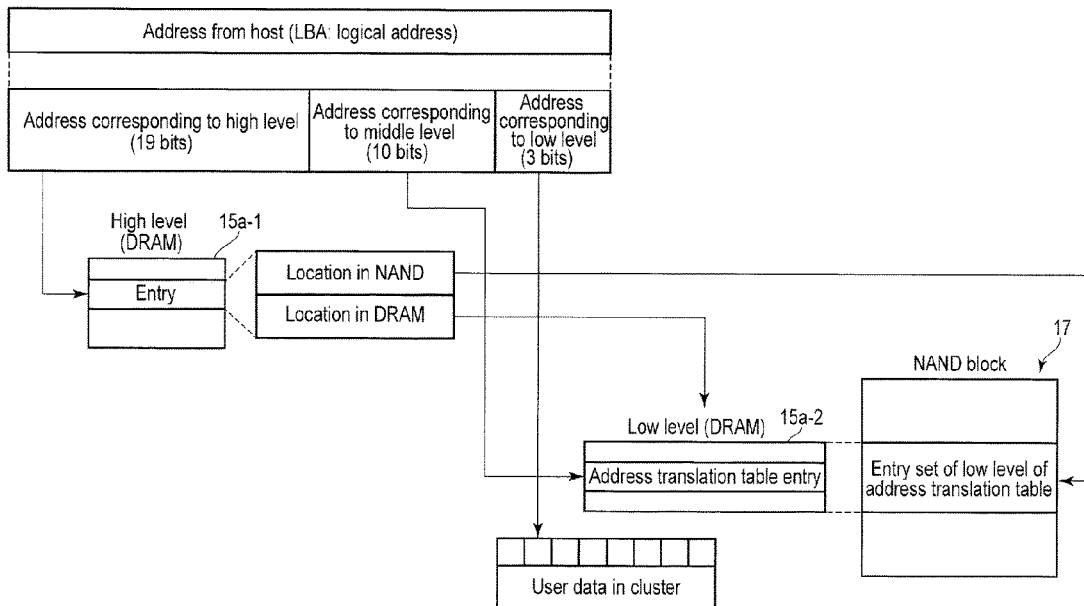 Address from host (LBA: logical address)
Address corresponding to high level
(19 bits)
Address corresponding
to middle level
(10 bits)
Address
corresponding
to low level
(3 bits)
High level
(DRAM)
15a-1
Entry
Location in NAND
Location in DRAM
17
NAND block
Low level (DRAM)
15a-2
Address translation table entry
Entry set of low level of
address translation table
User data in cluster